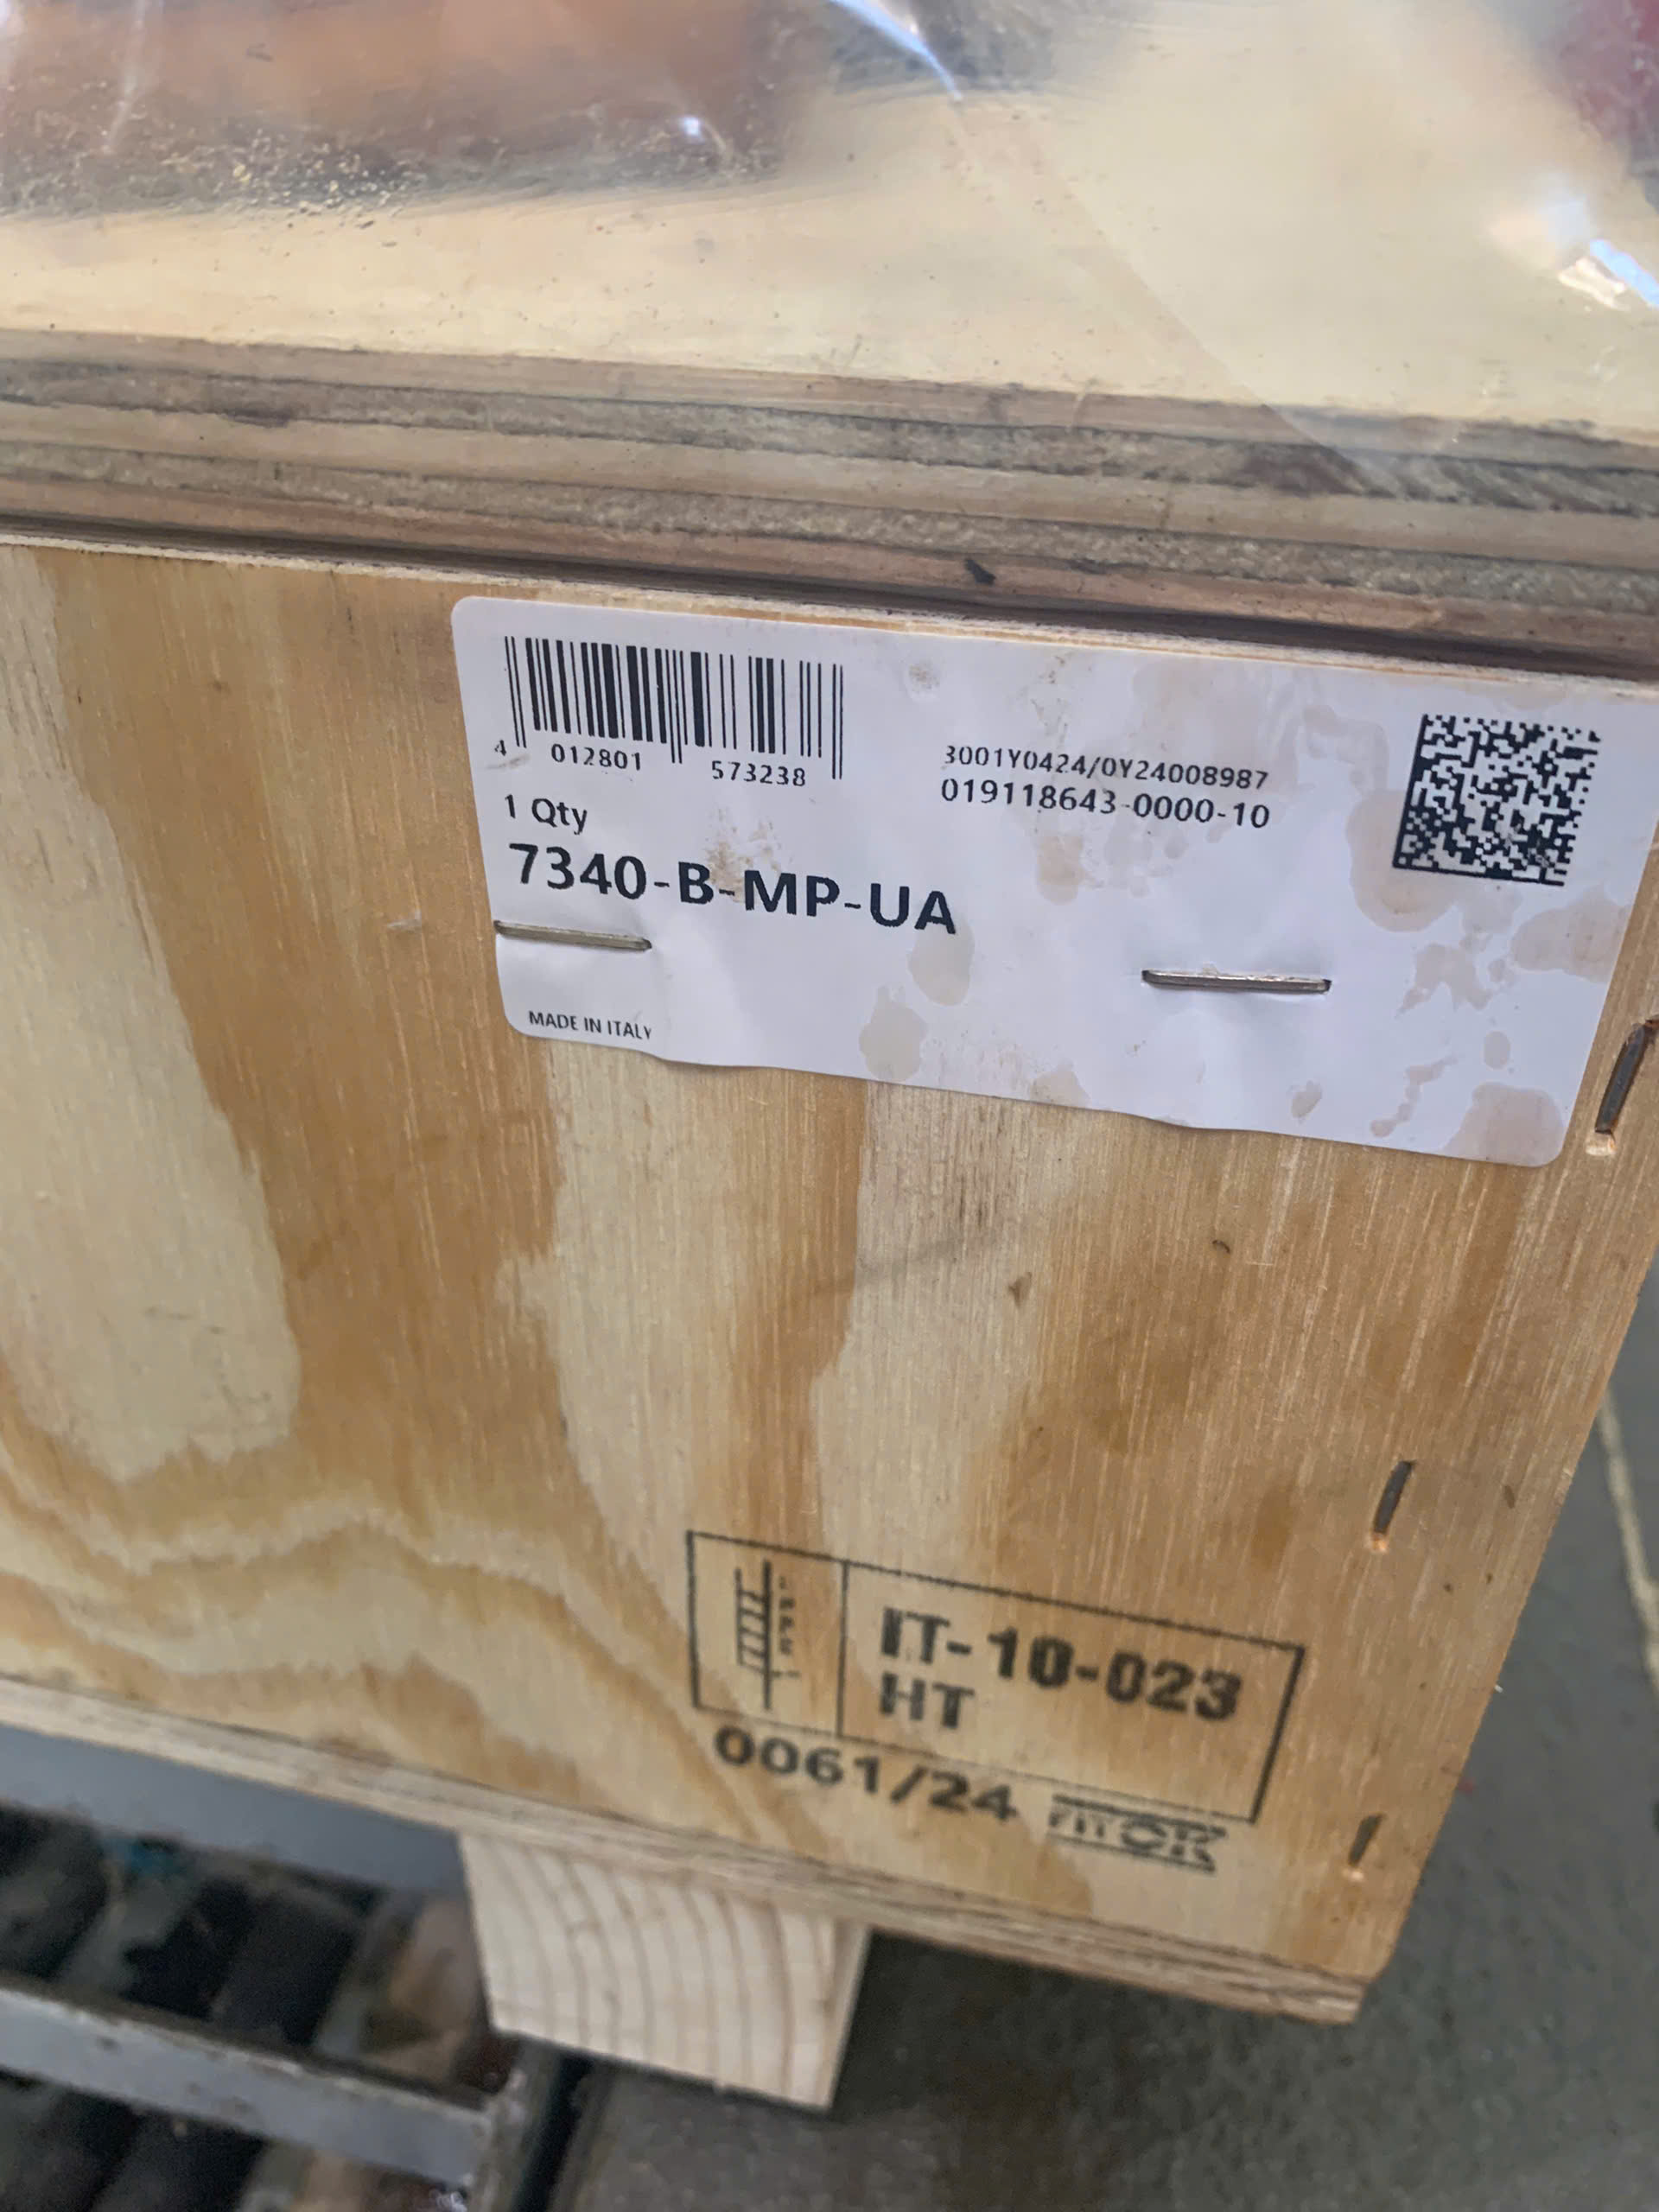 4 012801 573238
3001Y0424/0Y24008987
019118643-0000-10
1 Qty
7340-B-MP-UA
MADE IN ITALY
IT-10-023
HT
0061/24